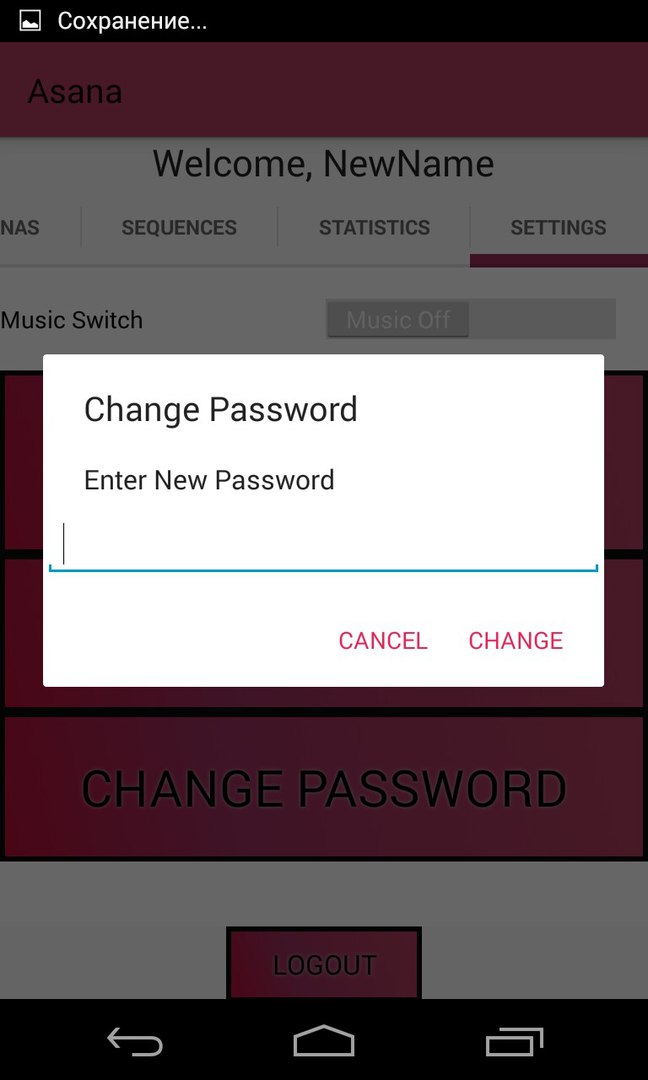 Сохранение...
Asana
Welcome, NewName
NAS SEQUENCES STATISTICS SETTINGS
Music Switch Music Off
Change Password
Enter New Password
CANCEL CHANGE
CHANGE PASSWORD
LOGOUT